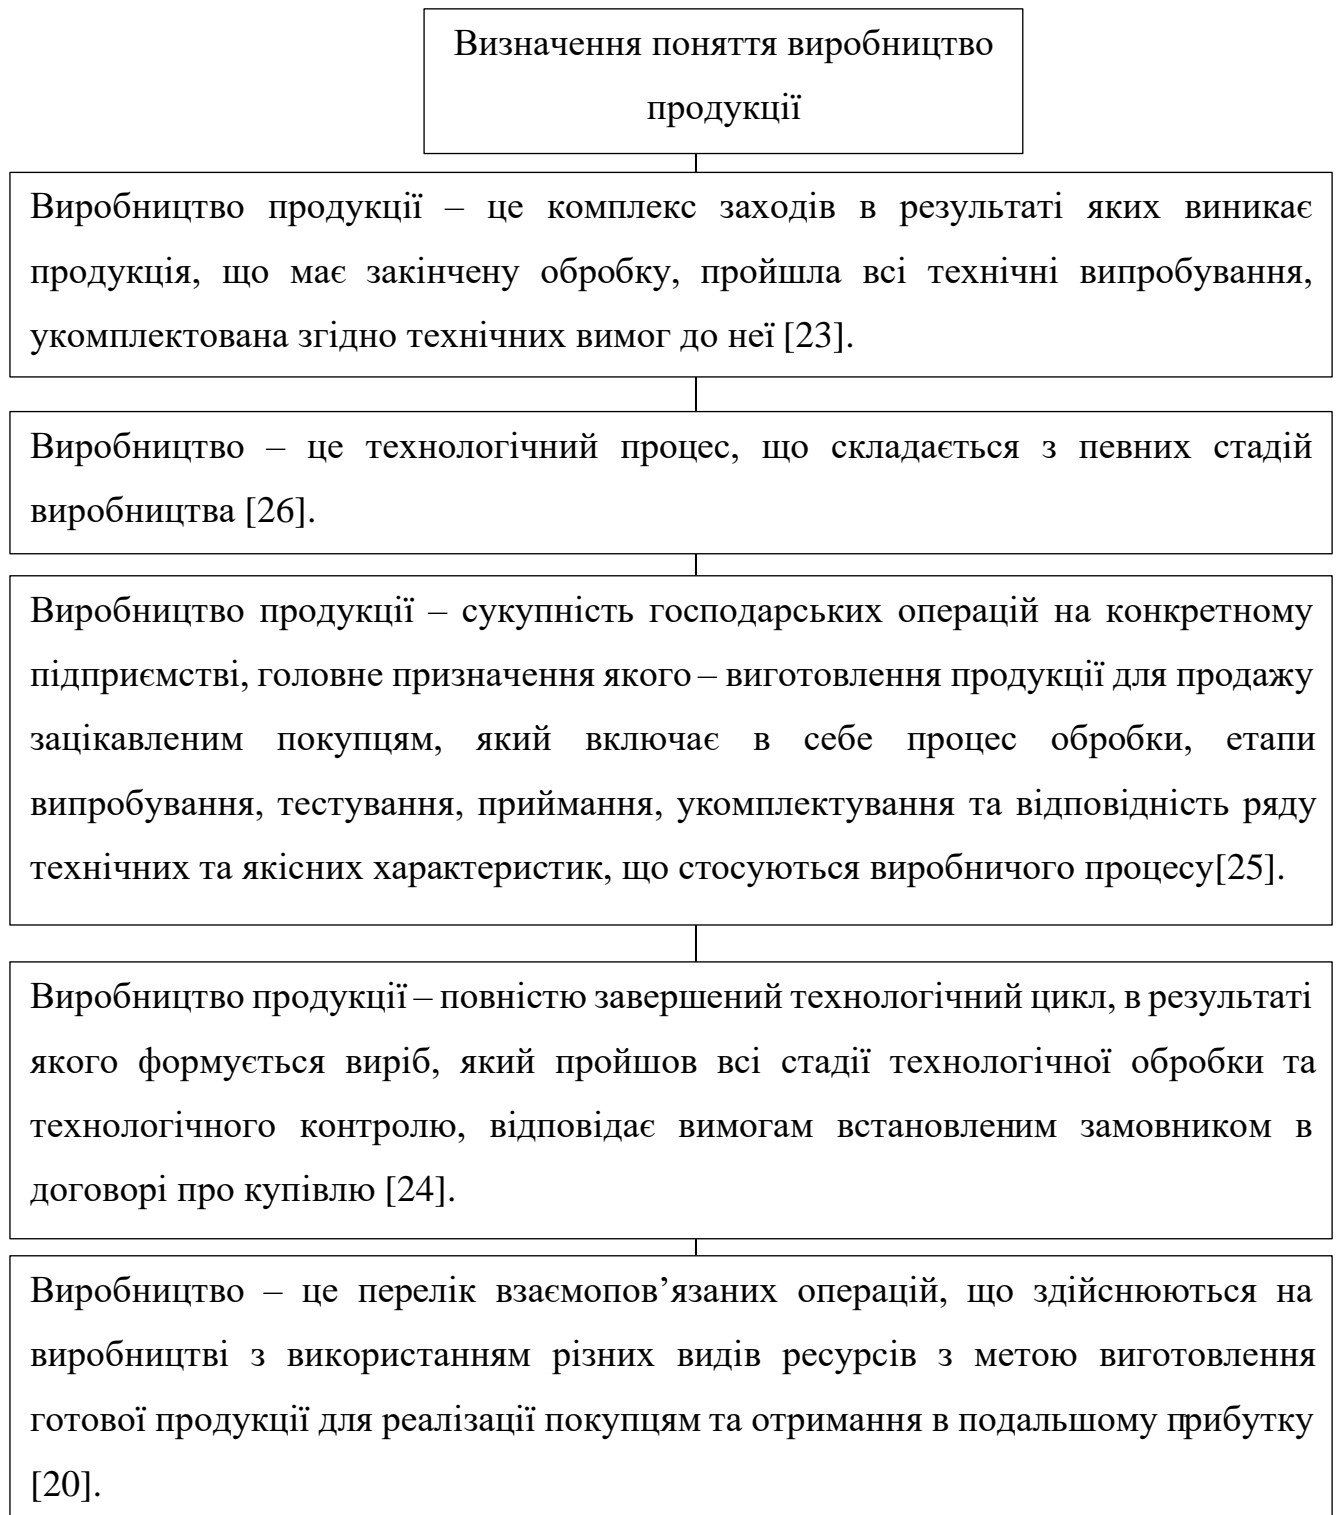 Визначення поняття виробництво
продукції
Виробництво продукції – це комплекс заходів в результаті яких виникає
продукція, що має закінчену обробку, пройшла всі технічні випробування,
укомплектована згідно технічних вимог до неї [23].
Виробництво – це технологічний процес, що складається з певних стадій
виробництва [26].
Виробництво продукції – сукупність господарських операцій на конкретному
підприємстві, головне призначення якого – виготовлення продукції для продажу
зацікавленим покупцям, який включає в себе процес обробки, етапи
випробування, тестування, приймання, укомплектування та відповідність ряду
технічних та якісних характеристик, що стосуються виробничого процесу[25].
Виробництво продукції – повністю завершений технологічний цикл, в результаті
якого формується виріб, який пройшов всі стадії технологічної обробки та
технологічного контролю, відповідає вимогам встановленим замовником в
договорі про купівлю [24].
Виробництво – це перелік взаємопов’язаних операцій, що здійснюються на
виробництві з використанням різних видів ресурсів з метою виготовлення
готової продукції для реалізації покупцям та отримання в подальшому прибутку
[20].